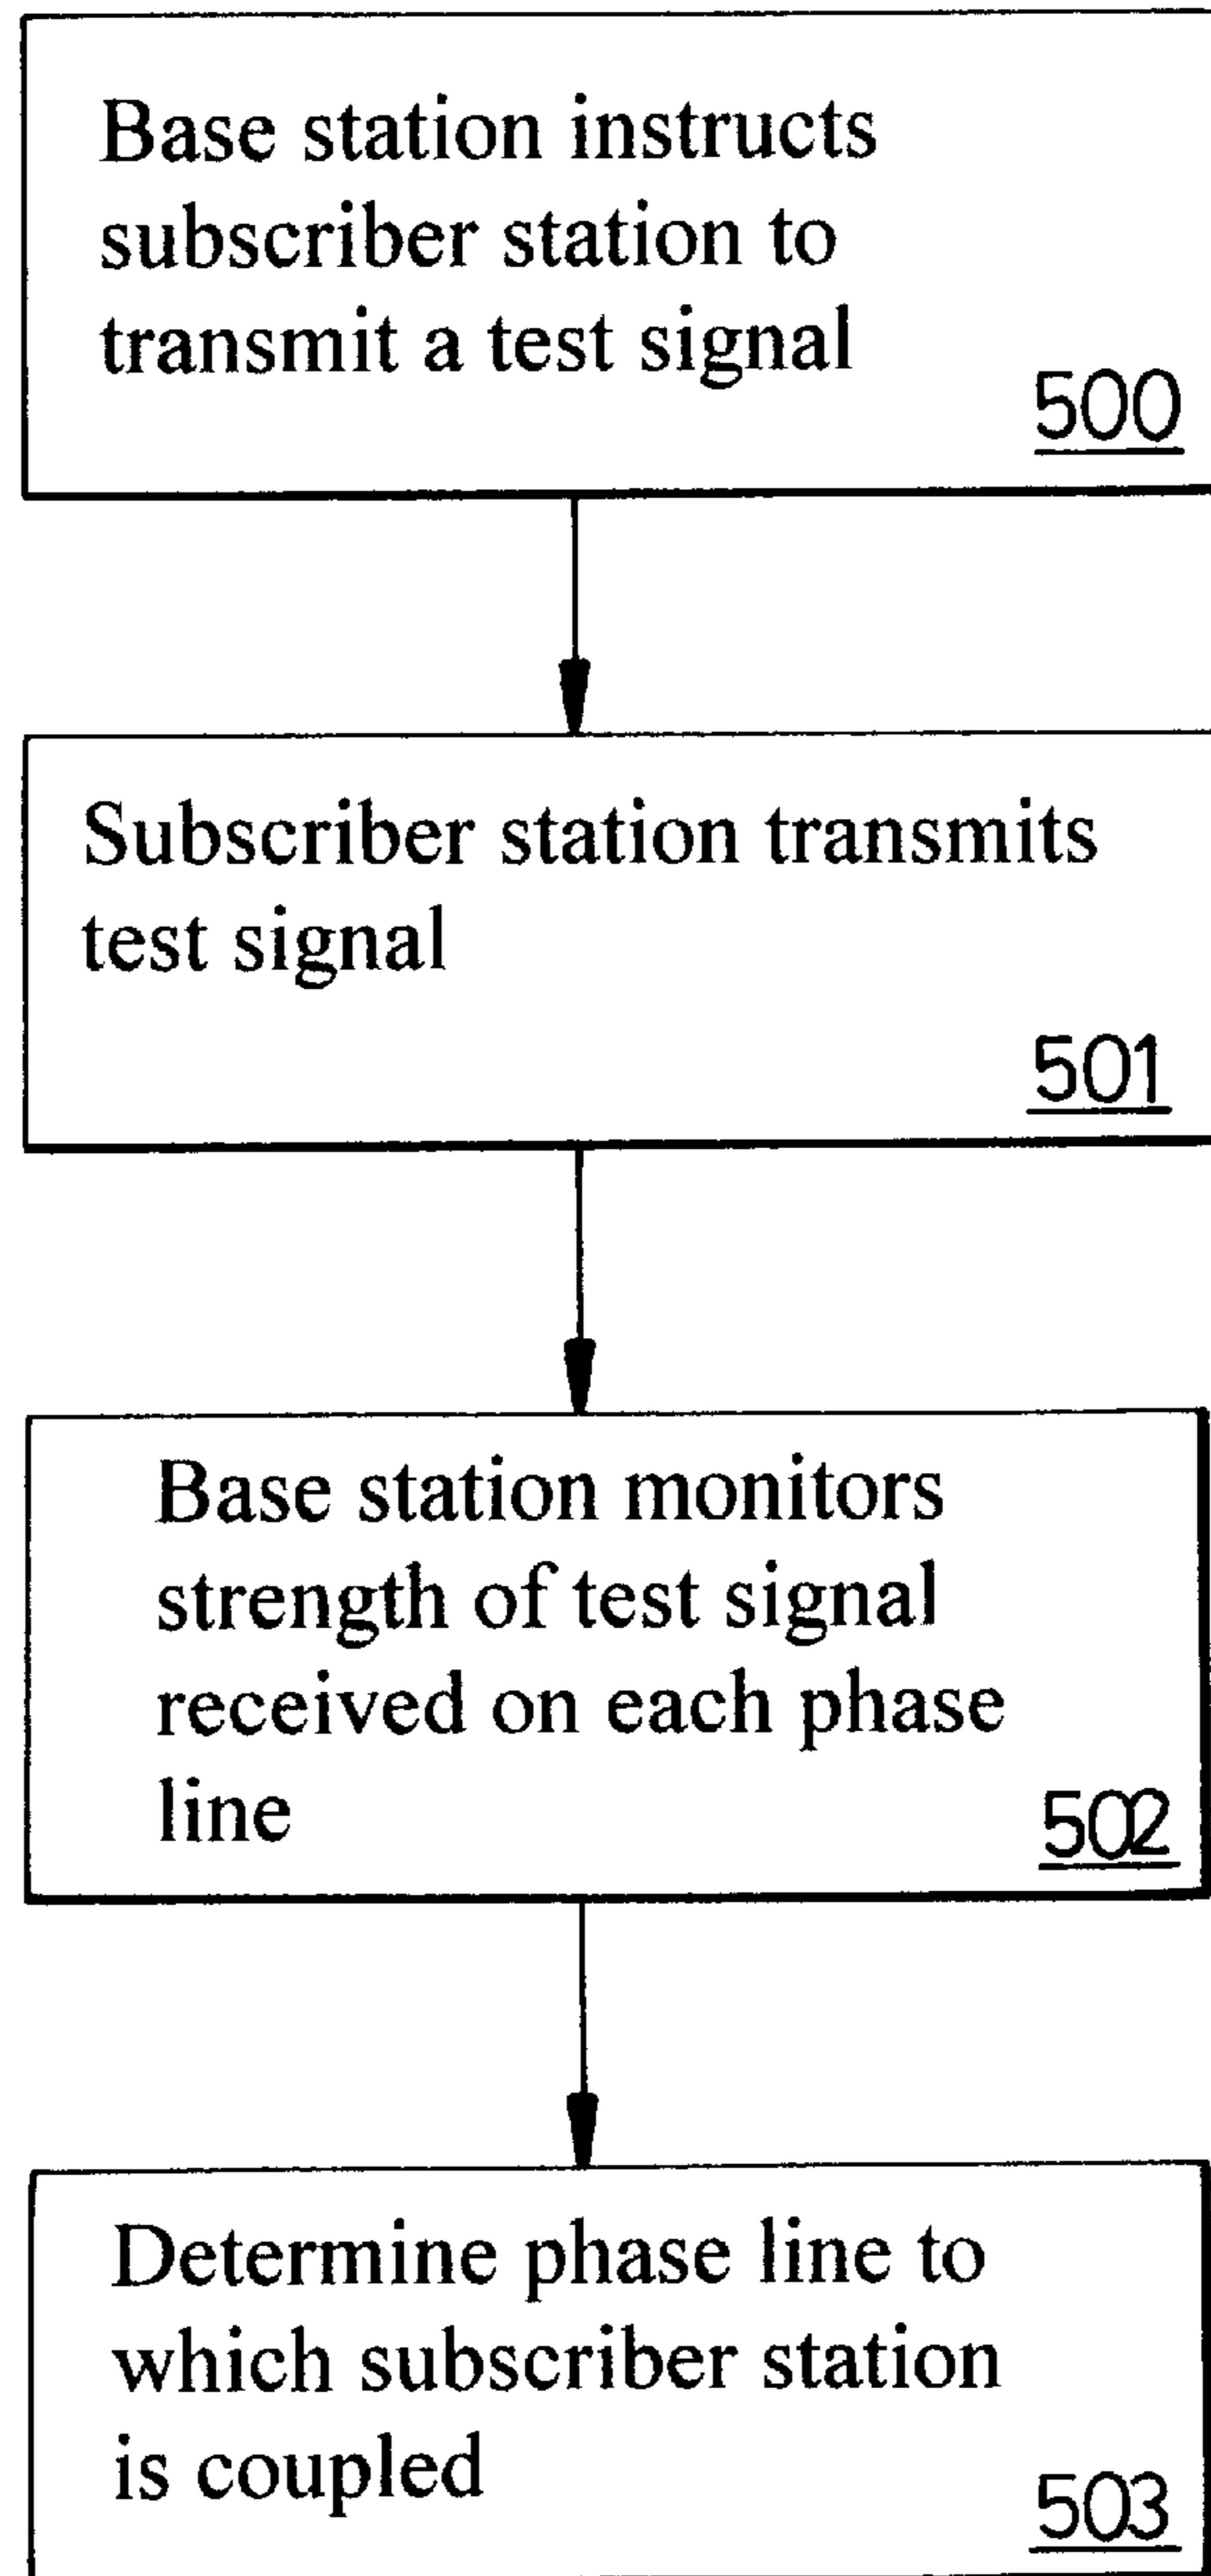 Base station instructs
subscriber station to
transmit a test signal
500
Subscriber station transmits
test signal
501
Base station monitors
strength of test signal
received on each phase
line
502
Determine phase line to
which subscriber station
is coupled
503